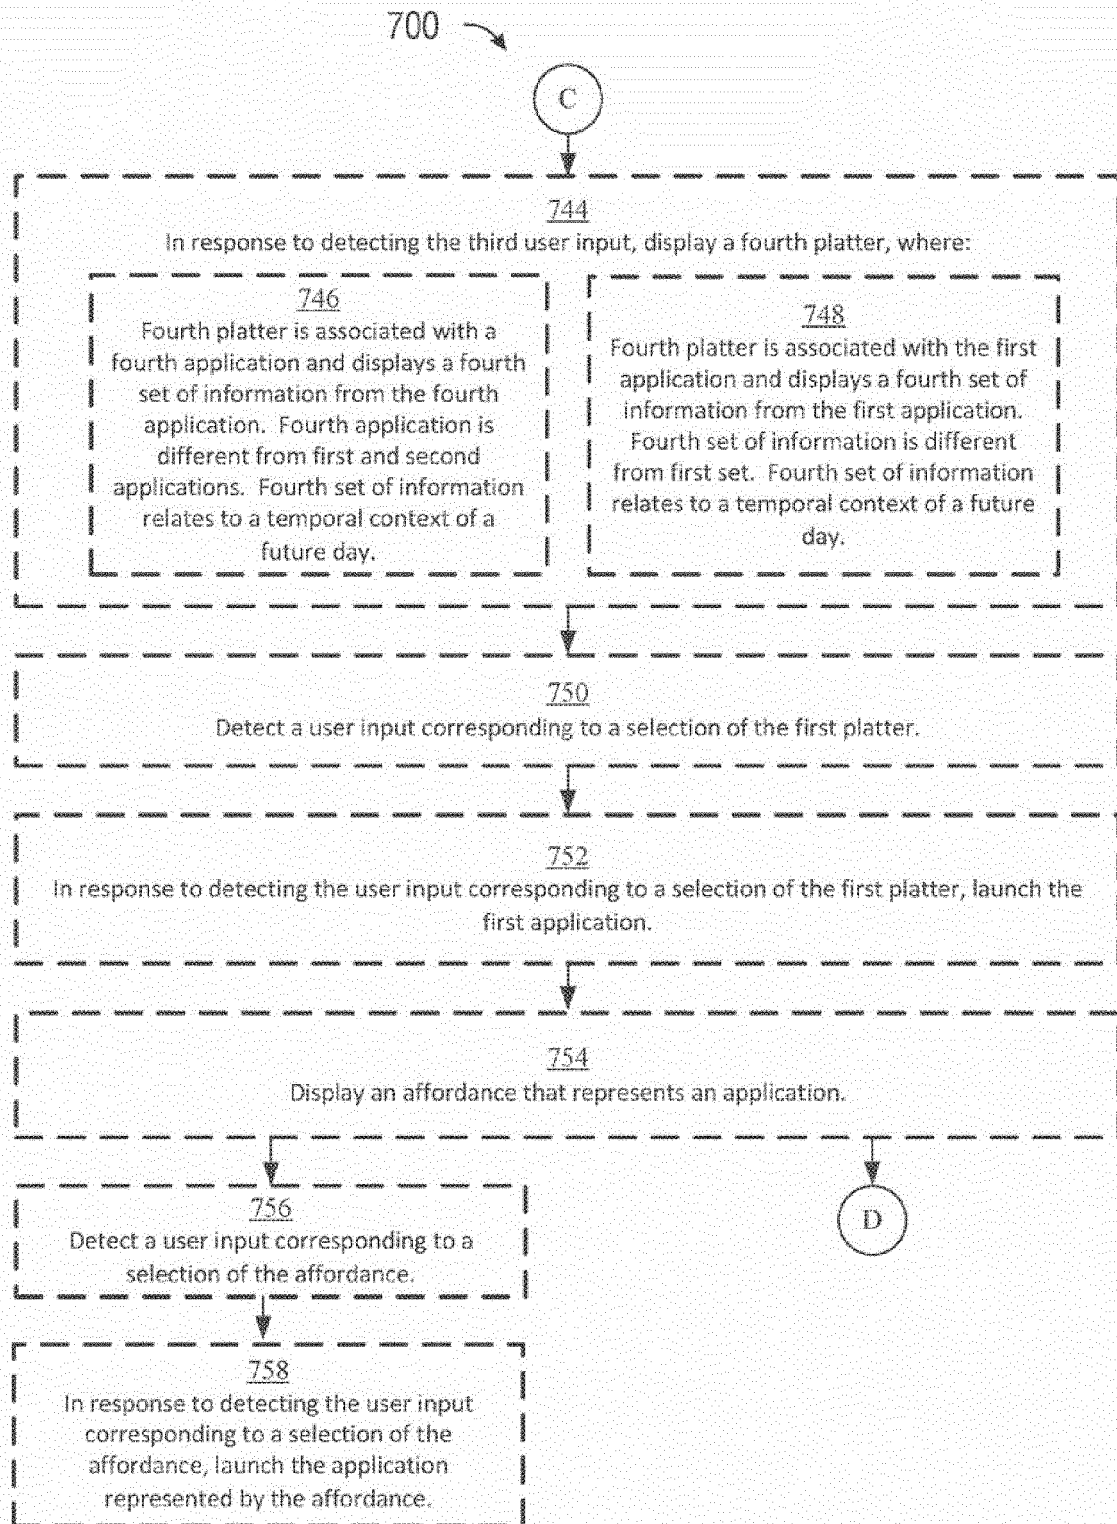 700
C
744
In response to detecting the third user input, display a fourth platter, where:
746
Fourth platter is associated with a
fourth application and displays a fourth
set of information from the fourth
application. Fourth application is
different from first and second
applications. Fourth set of information
relates to a temporal context of a
future day.
748
Fourth platter is associated with the first
application and displays a fourth set of
information from the first application.
Fourth set of information is different
from first set. Fourth set of information
relates to a temporal context of a future
day.
750
Detect a user input corresponding to a selection of the first platter.
752
In response to detecting the user input corresponding to a selection of the first platter, launch the
first application.
754
Display an affordance that represents an application.
756
Detect a user input corresponding to a
selection of the affordance.
D
758
In response to detecting the user input
corresponding to a selection of the
affordance, launch the application
represented by the affordance.